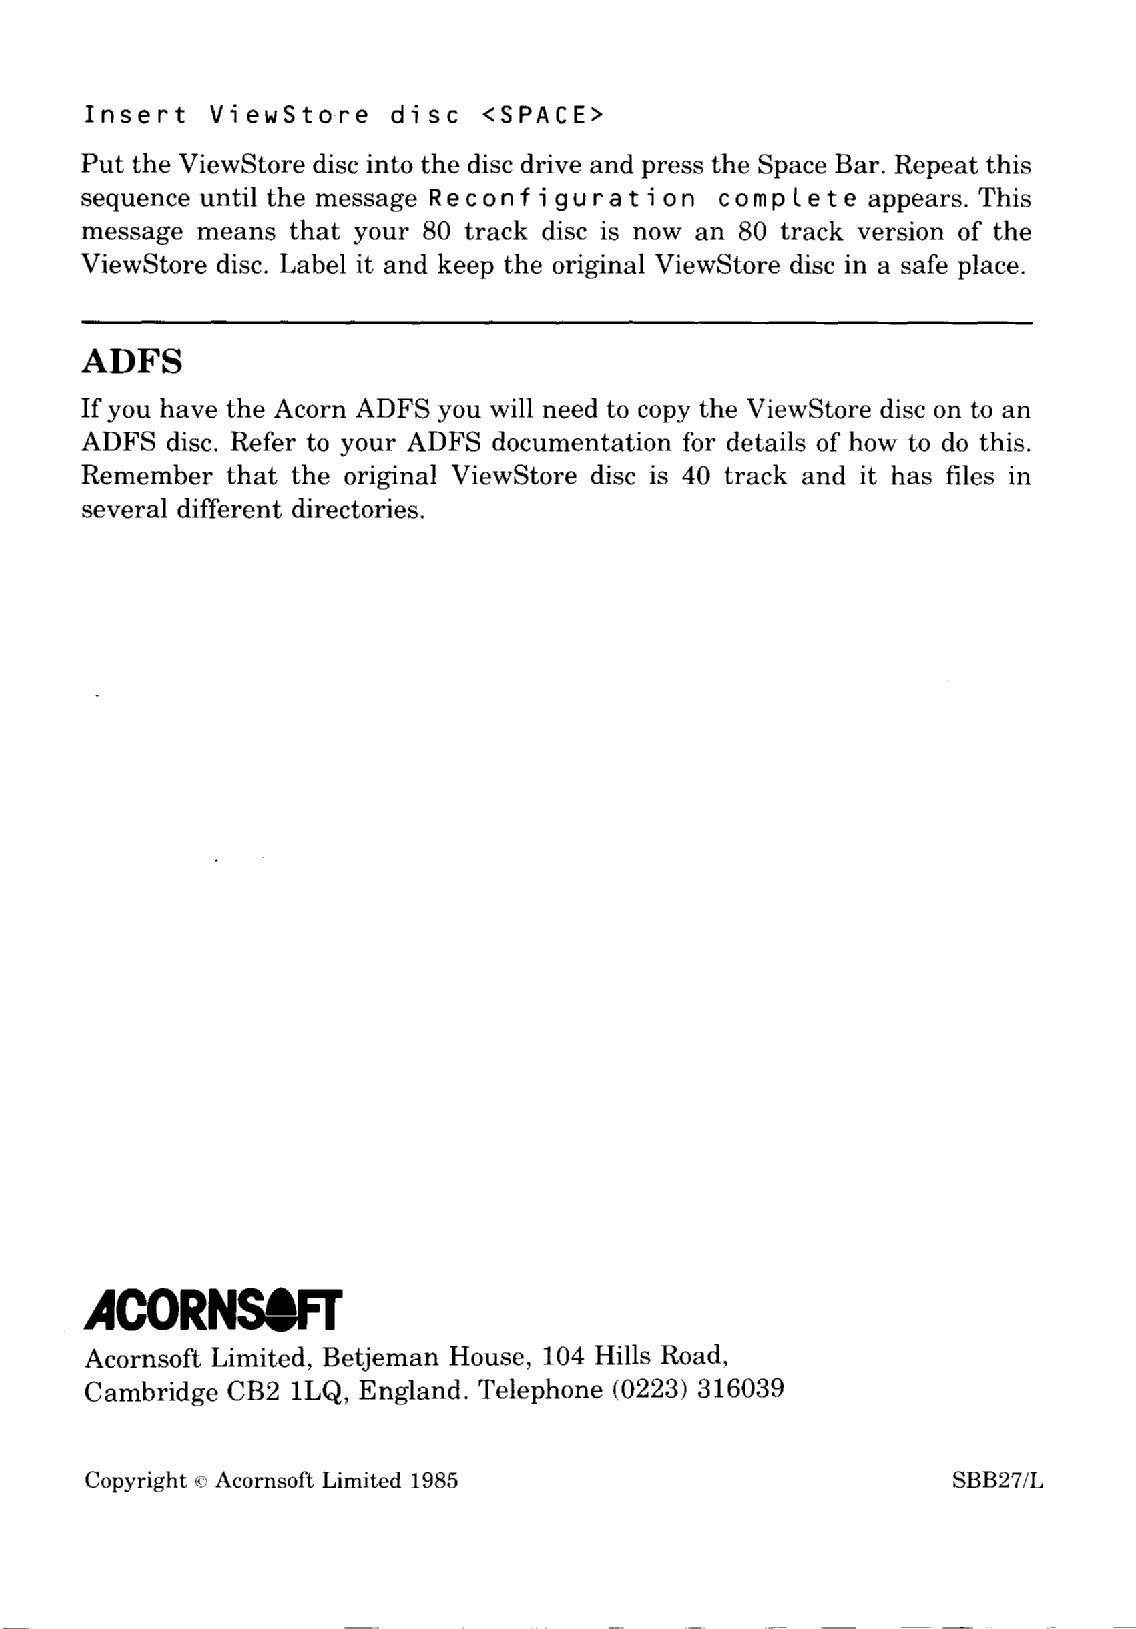 Insert ViewStore disc <SPACE>
Put the ViewStore disc into the disc drive and press the Space Bar. Repeat this
sequence until the message Reconfiguration complete appears. This
message means that your 80 track disc is now an 80 track version of the
ViewStore disc. Label it and keep the original ViewStore disc in a safe place.
ADFS
If you have the Acorn ADFS you will need to copy the ViewStore disc on to an
ADFS disc. Refer to your ADFS documentation for details of how to do this.
Remember that the original ViewStore disc is 40 track and it has files in
several different directories.
ACORNSOFT
Acornsoft Limited, Betjeman House, 104 Hills Road,
Cambridge CB2 1LQ, England. Telephone (0223) 316039
Copyright © Acornsoft Limited 1985 SBB27/L